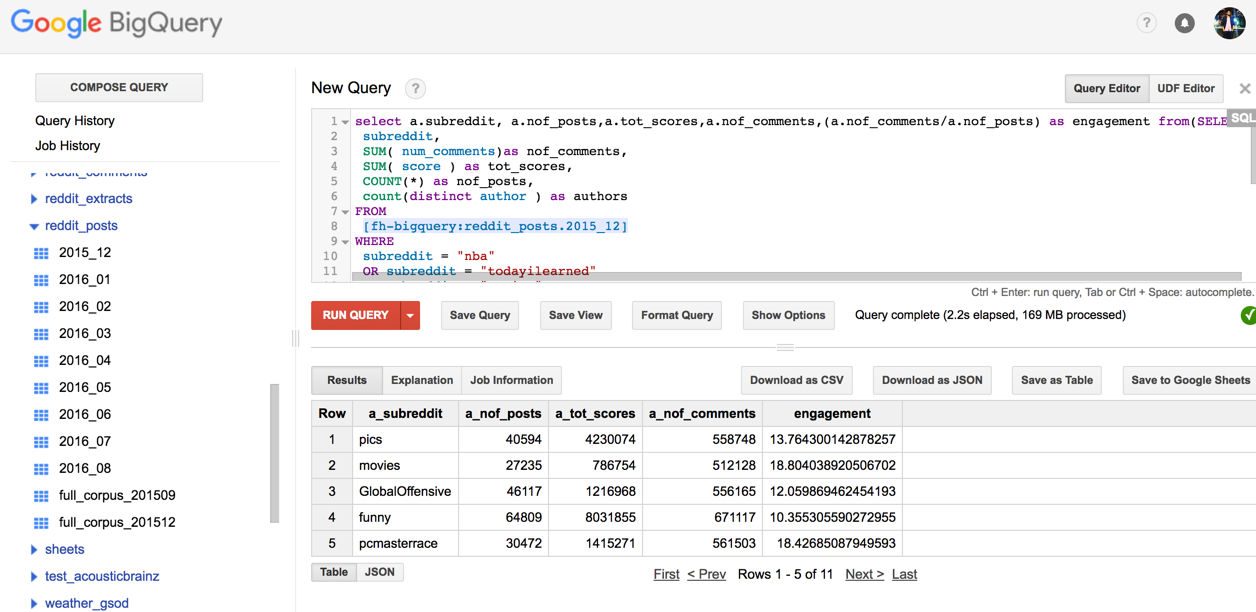 Google BigQuery
?
COMPOSE QUERY
Query History
Job History
reddit_comments
reddit_extracts
reddit_posts
2015_12
2016_01
2016_02
2016_03
2016_04
2016_05
2016_06
2016_07
2016_08
full_corpus_201509
full_corpus_201512
sheets
test_acousticbrainz
weather_gsod
New Query ?
Query Editor UDF Editor ×
1 select a.subreddit, a.nof_posts,a.tot_scores,a.nof_comments,(a.nof_comments/a.nof_posts) as engagement from(SELE SQL
2 subreddit,
3 SUM( num_comments)as nof_comments,
4 SUM( score ) as tot_scores,
5 COUNT(*) as nof_posts,
6 count(distinct author ) as authors
7 FROM
8 [fh-bigquery:reddit_posts.2015_12]
9 WHERE
10 subreddit = "nba"
11 OR subreddit = "todayilearned"
Ctrl + Enter: run query, Tab or Ctrl + Space: autocomplete.
RUN QUERY Save Query Save View Format Query Show Options Query complete (2.2s elapsed, 169 MB processed)
Results Explanation Job Information Download as CSV Download as JSON Save as Table Save to Google Sheets
Row a_subreddit a_nof_posts a_tot_scores a_nof_comments engagement
1 pics 40594 4230074 558748 13.764300142878257
2 movies 27235 786754 512128 18.804038920506702
3 GlobalOffensive 46117 1216968 556165 12.059869462454193
4 funny 64809 8031855 671117 10.355305590272955
5 pcmasterrace 30472 1415271 561503 18.42685087949593
Table JSON First < Prev Rows 1 - 5 of 11 Next > Last